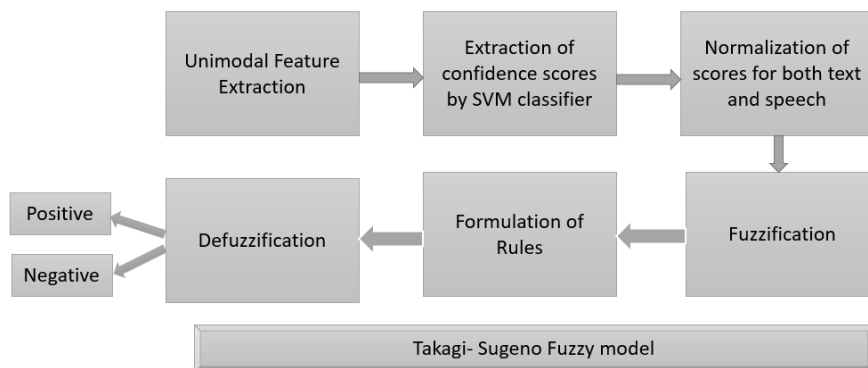 Unimodal Feature
Extraction
Extraction of
confidence scores
by SVM classifier
Normalization of
scores for both text
and speech
Fuzzification
Formulation of
Rules
Defuzzification
Positive
Negative
Takagi- Sugeno Fuzzy model